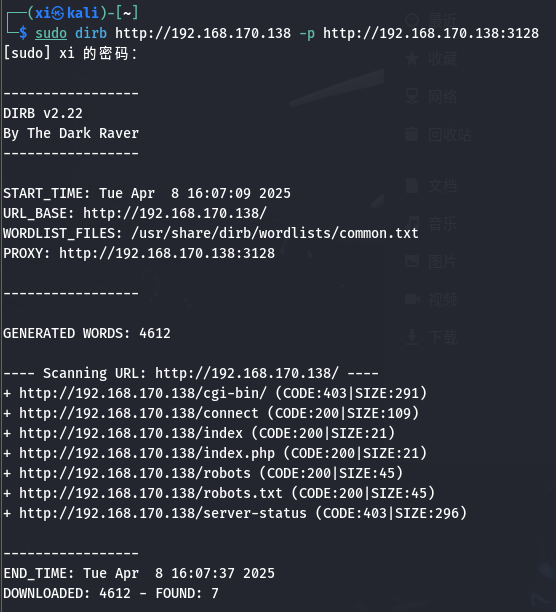 ┌──(xi㉿kali)-[~]
└─$ sudo dirb http://192.168.170.138 -p http://192.168.170.138:3128
[sudo] xi 的密码：
-----------------
DIRB v2.22
By The Dark Raver
-----------------
START_TIME: Tue Apr  8 16:07:09 2025
URL_BASE: http://192.168.170.138/
WORDLIST_FILES: /usr/share/dirb/wordlists/common.txt
PROXY: http://192.168.170.138:3128
-----------------
GENERATED WORDS: 4612
---- Scanning URL: http://192.168.170.138/ ----
+ http://192.168.170.138/cgi-bin/ (CODE:403|SIZE:291)
+ http://192.168.170.138/connect (CODE:200|SIZE:109)
+ http://192.168.170.138/index (CODE:200|SIZE:21)
+ http://192.168.170.138/index.php (CODE:200|SIZE:21)
+ http://192.168.170.138/robots (CODE:200|SIZE:45)
+ http://192.168.170.138/robots.txt (CODE:200|SIZE:45)
+ http://192.168.170.138/server-status (CODE:403|SIZE:296)
-----------------
END_TIME: Tue Apr  8 16:07:37 2025
DOWNLOADED: 4612 - FOUND: 7
最近
收藏
网络
回收站
文档
音乐
图片
视频
下载